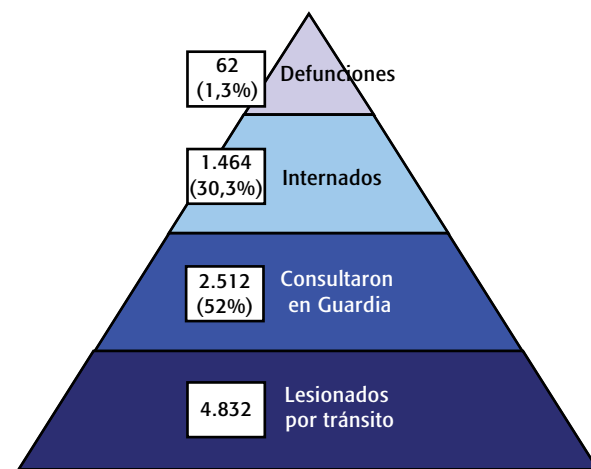 62
(1,3%)
Defunciones
1.464
(30,3%)
Internados
2.512
(52%)
Consultaron
en Guardia
4.832
Lesionados
por tránsito